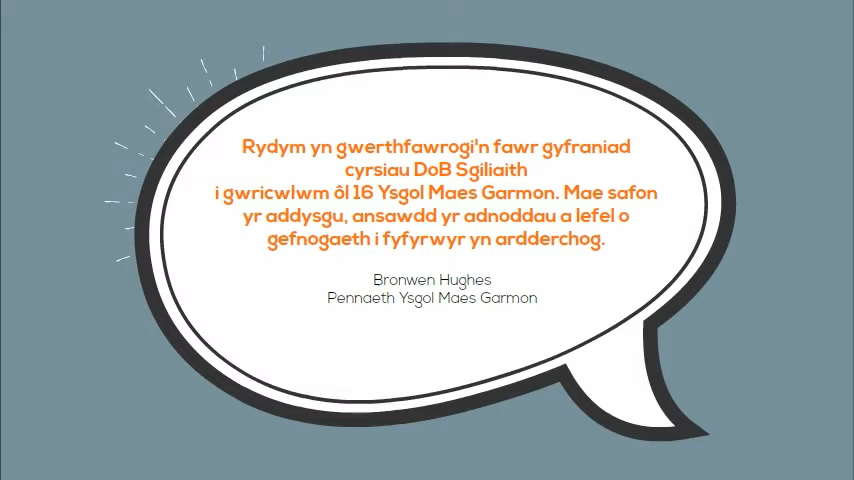 Rydym yn gwerthfawrogi'n fawr gyfraniad
cyrsiau DoB Sgiliaith
i gwricwlwm ôl 16 Ysgol Maes Garmon. Mae safon
yr addysgu, ansawdd yr adnoddau a lefel o
gefnogaeth i fyfyrwyr yn ardderchog.
Bronwen Hughes
Pennaeth Ysgol Maes Garmon